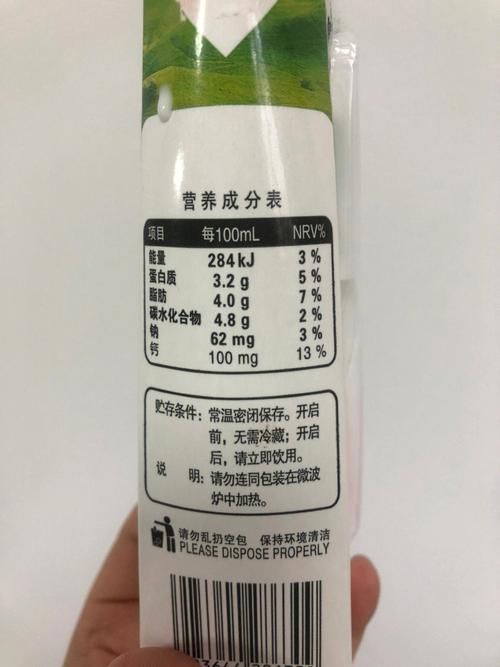 营养成分表
项目 每100mL NRV%
能量 284kJ 3%
蛋白质 3.2 g 5%
脂肪 4.0 g 7%
碳水化合物 4.8 g 2%
钠 62 mg 3%
钙 100 mg 13%
贮存条件：常温密闭保存。开启
前，无需冷藏；开启
后，请立即饮用。
说 明：请勿连同包装在微波
炉中加热。
请勿乱扔空包 保持环境清洁
PLEASE DISPOSE PROPERLY